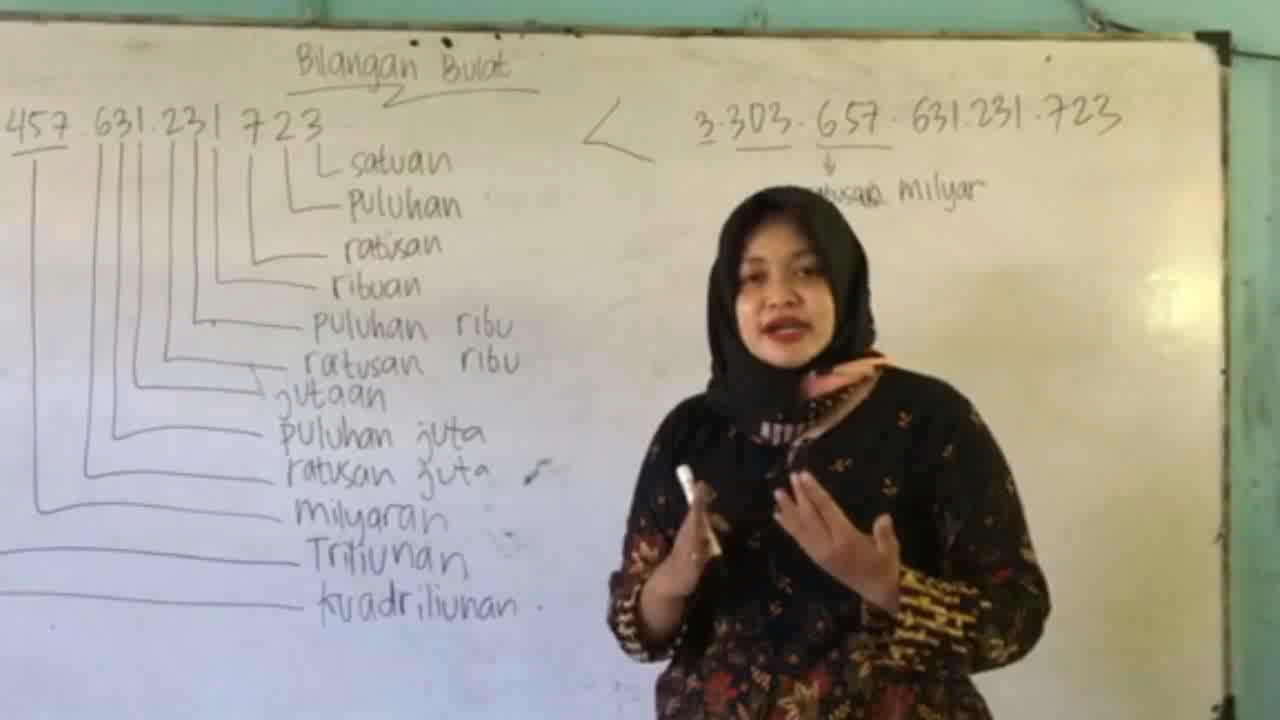 Bilangan Bulat
457 631.231 723 < 3.303.657.631.231.723
satuan
milyar
puluhan
ratusan
ribuan
puluhan ribu
ratusan ribu
jutaan
puluhan juta
ratusan juta
milyaran
Triliunan
kuadriliunan